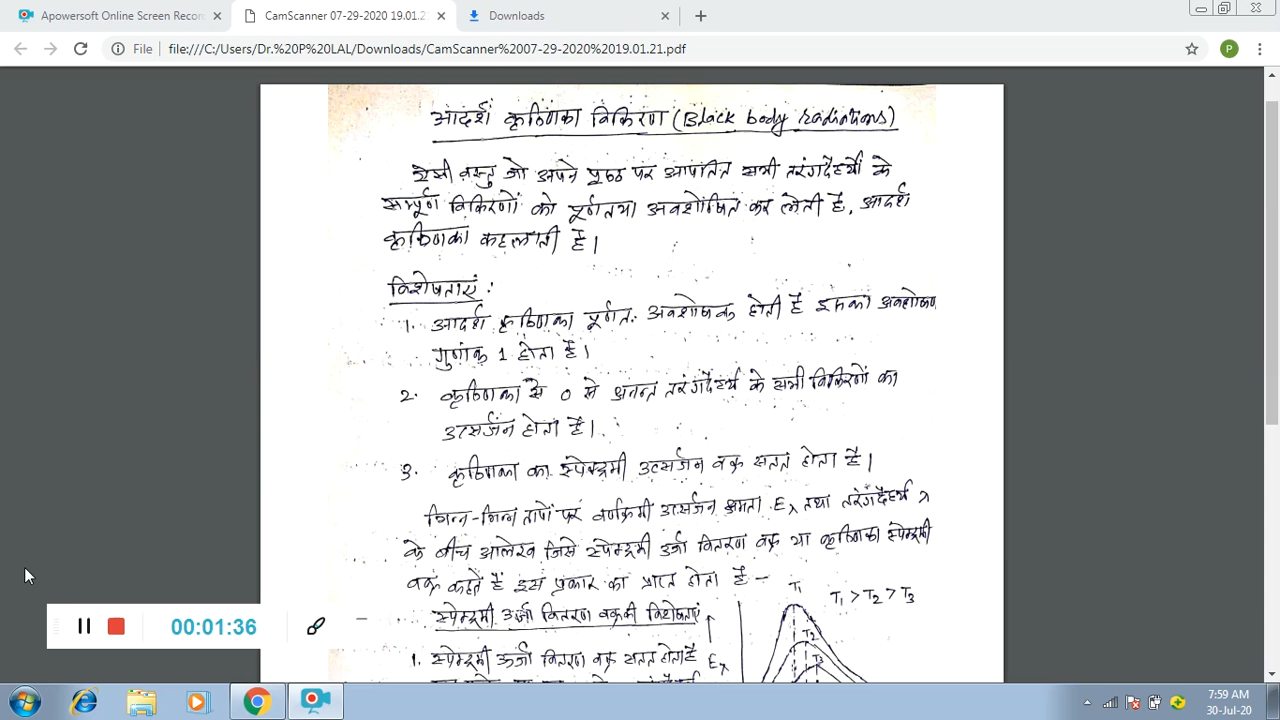 Apowersoft Online Screen Recor
CamScanner 07-29-2020 19.01.2
Downloads
File
file:///C:/Users/Dr.%20P%20LAL/Downloads/CamScanner%2007-29-2020%2019.01.21.pdf
P
आदर्श कृष्णिका विकिरण (Black body radiations)
ऐसी वस्तु जो अपने पृष्ठ पर आपतित सभी तरंगदैर्ध्यों के
सम्पूर्ण विकिरणों को पूर्णतया अवशोषित कर लेती है, आदर्श
कृष्णिका कहलाती है।
विशेषताएं :
1. आदर्श कृष्णिका पूर्णतः अवशोषक होती है इसका अवशोषण
गुणांक 1 होता है।
2. कृष्णिका से 0 से अनन्त तरंगदैर्ध्य के सभी विकिरणों का
उत्सर्जन होता है।
3. कृष्णिका का स्पेक्ट्रमी उत्सर्जन वक्र सतत होता है।
भिन्न-भिन्न तापों पर वर्णक्रमी उत्सर्जन क्षमता Eλ तथा तरंगदैर्ध्य λ
के बीच आलेख जिसे स्पेक्ट्रमी उर्जा वितरण वक्र या कृष्णिका स्पेक्ट्रमी
वक्र कहते हैं इस प्रकार का प्राप्त होता है –
T1
T1 > T2 > T3
स्पेक्ट्रमी उर्जा वितरण वक्र की विशेषताएं
T2
1. स्पेक्ट्रमी ऊर्जा वितरण वक्र सतत होता है
Eλ
T3
00:01:36
7:59 AM
30-Jul-20